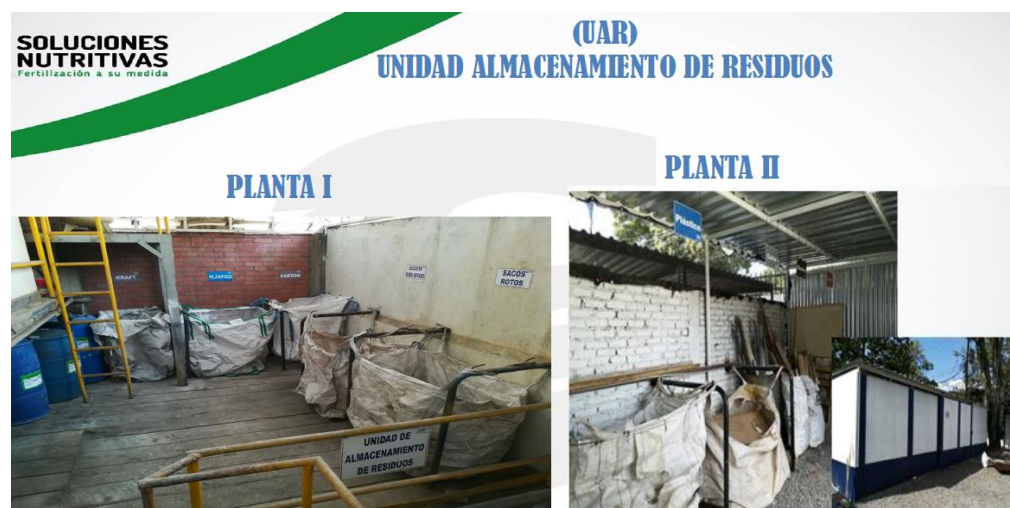 SOLUCIONES
NUTRITIVAS
Fertilización a su medida
(UAR)
UNIDAD ALMACENAMIENTO DE RESIDUOS
PLANTA I
PLANTA II
KRAFT
PLÁSTICO
CARTON
SACOS
ROTOS
UNIDAD DE
ALMACENAMIENTO
DE RESIDUOS
Plástico